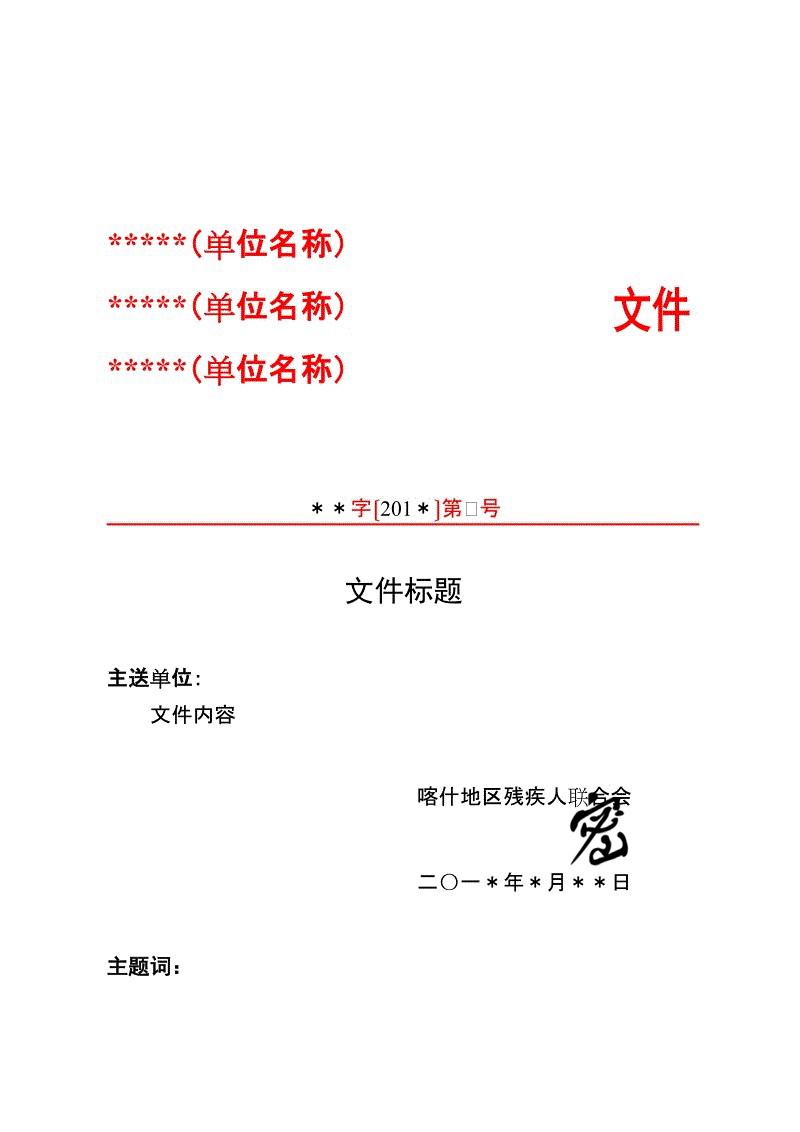 *****(单位名称)
*****(单位名称)
文件
*****(单位名称)
＊＊字[201＊]第□号
文件标题
主送单位:
文件内容
喀什地区残疾人联合会
密
二〇一＊年＊月＊＊日
主题词：